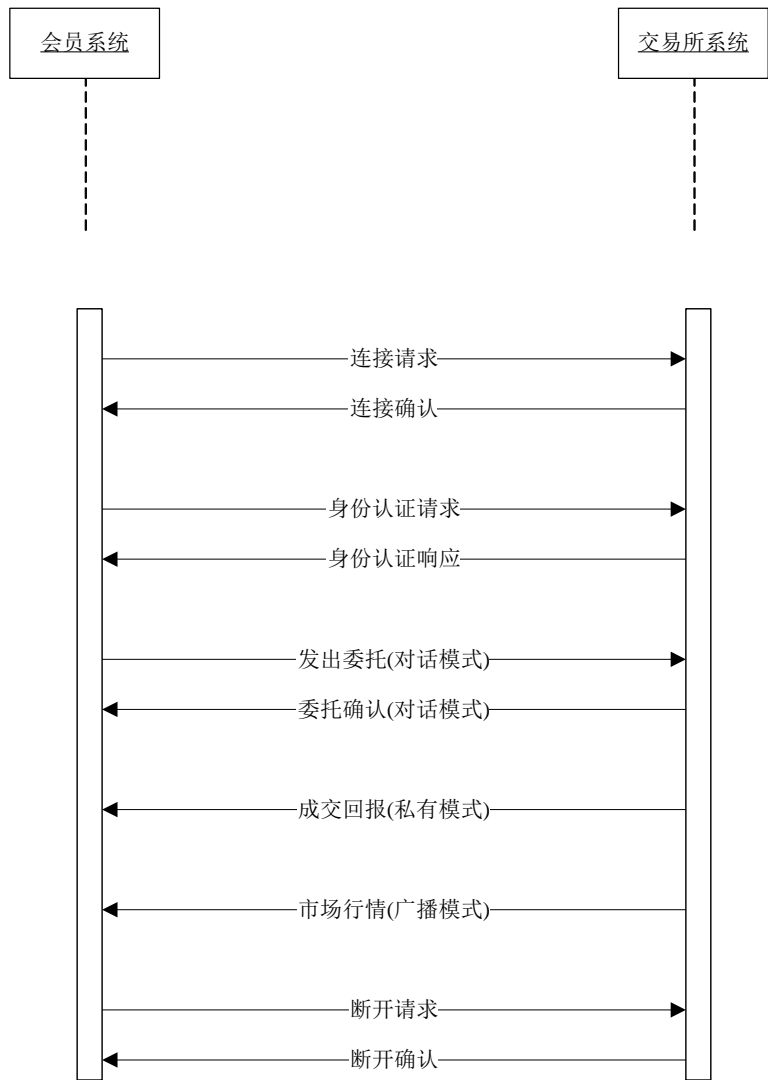 会员系统
交易所系统
连接请求
连接确认
身份认证请求
身份认证响应
发出委托(对话模式)
委托确认(对话模式)
成交回报(私有模式)
市场行情(广播模式)
断开请求
断开确认